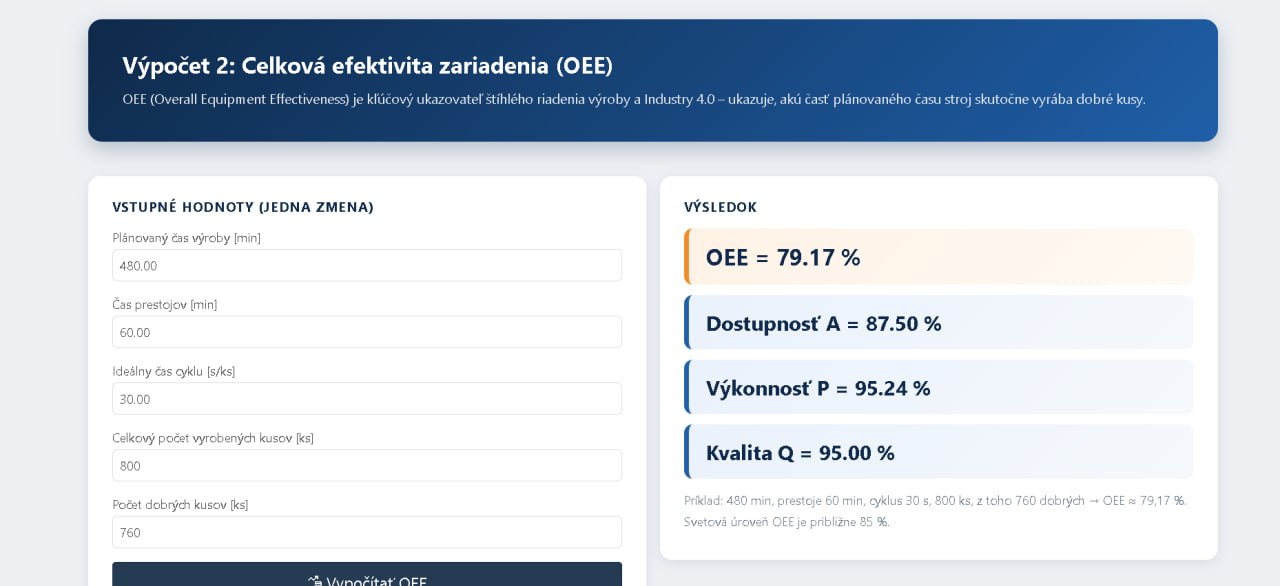 Výpočet 2: Celková efektivita zariadenia (OEE)
OEE (Overall Equipment Effectiveness) je kľúčový ukazovateľ štíhleho riadenia výroby a Industry 4.0 – ukazuje, akú časť plánovaného času stroj skutočne vyrába dobré kusy.
VSTUPNÉ HODNOTY (JEDNA ZMENA)
Plánovaný čas výroby [min]
480.00
Čas prestojov [min]
60.00
Ideálny čas cyklu [s/ks]
30.00
Celkový počet vyrobených kusov [ks]
800
Počet dobrých kusov [ks]
760
Vypočítať OEE
VÝSLEDOK
OEE = 79.17 %
Dostupnosť A = 87.50 %
Výkonnosť P = 95.24 %
Kvalita Q = 95.00 %
Príklad: 480 min, prestoje 60 min, cyklus 30 s, 800 ks, z toho 760 dobrých → OEE ≈ 79,17 %.
Svetová úroveň OEE je približne 85 %.